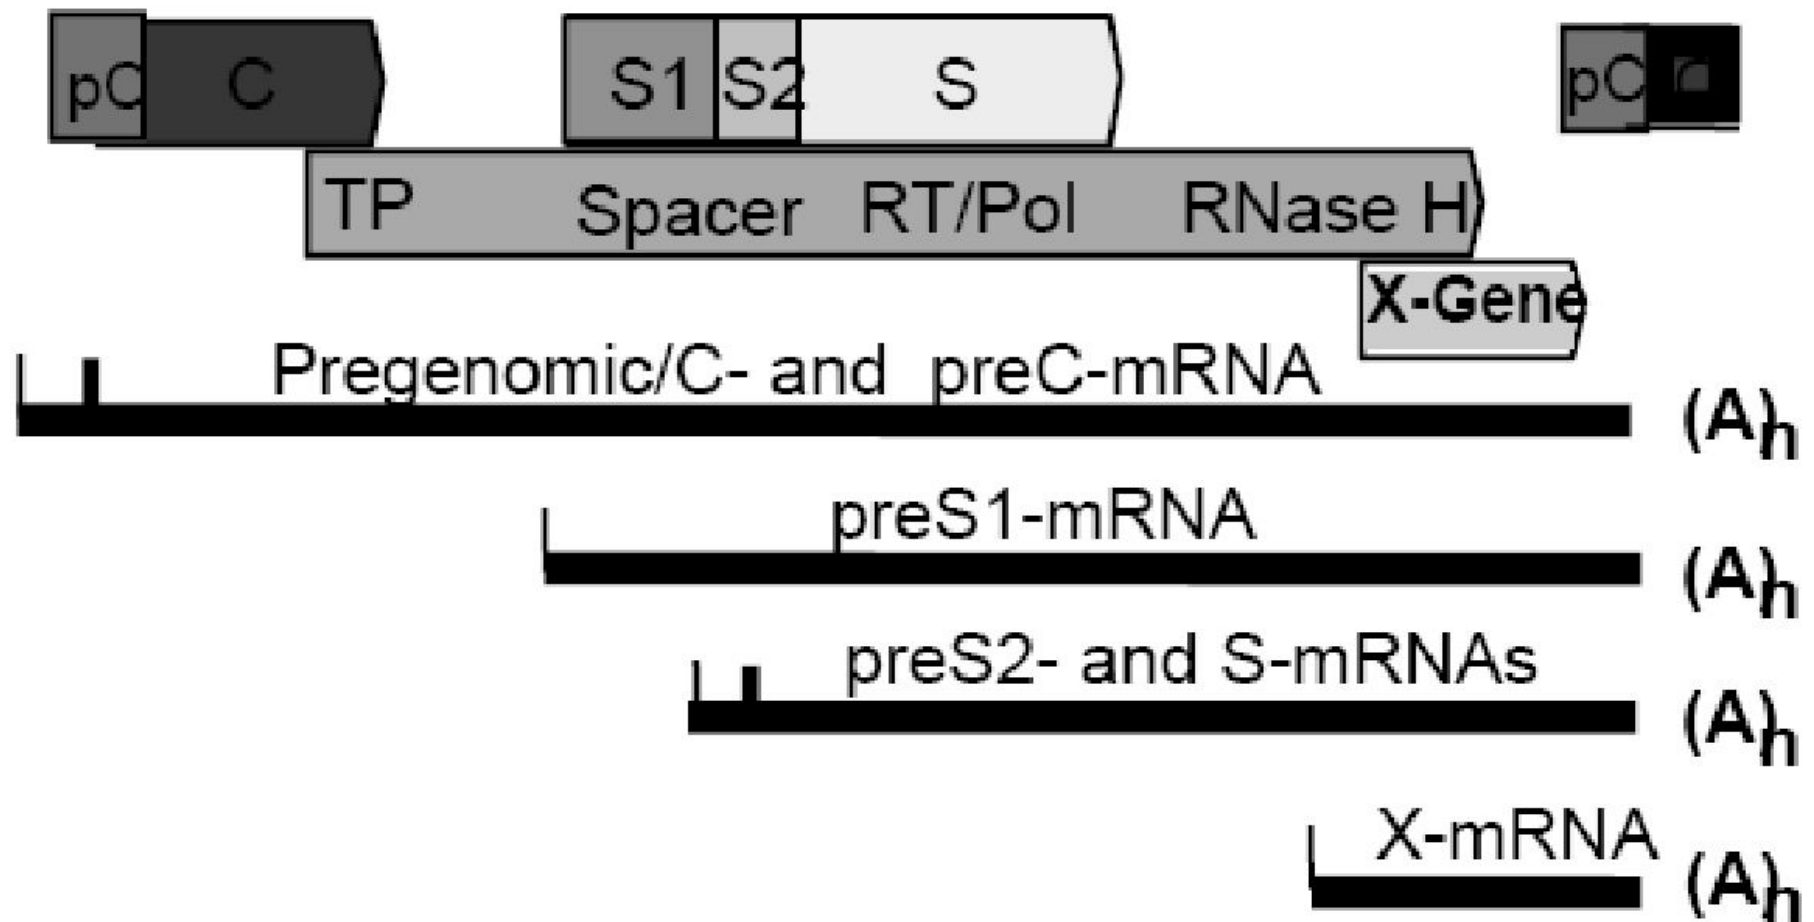 pC C S1 S2 S pC C
TP Spacer RT/Pol RNase H
X-Gene
Pregenomic/C- and preC-mRNA
(A)n
preS1-mRNA
(A)n
preS2- and S-mRNAs
(A)n
X-mRNA
(A)n